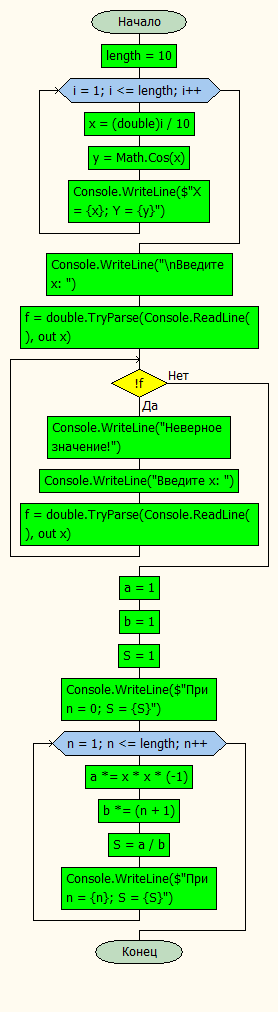 Начало
length = 10
i = 1; i <= length; i++
x = (double)i / 10
y = Math.Cos(x)
Console.WriteLine($"X
= {x}; Y = {y}")
Console.WriteLine("\nВведите
x: ")
f = double.TryParse(Console.ReadLine(
), out x)
!f
Нет
Да
Console.WriteLine("Неверное
значение!")
Console.WriteLine("Введите x: ")
f = double.TryParse(Console.ReadLine(
), out x)
a = 1
b = 1
S = 1
Console.WriteLine($"При
n = 0; S = {S}")
n = 1; n <= length; n++
a *= x * x * (-1)
b *= (n + 1)
S = a / b
Console.WriteLine($"При
n = {n}; S = {S}")
Конец